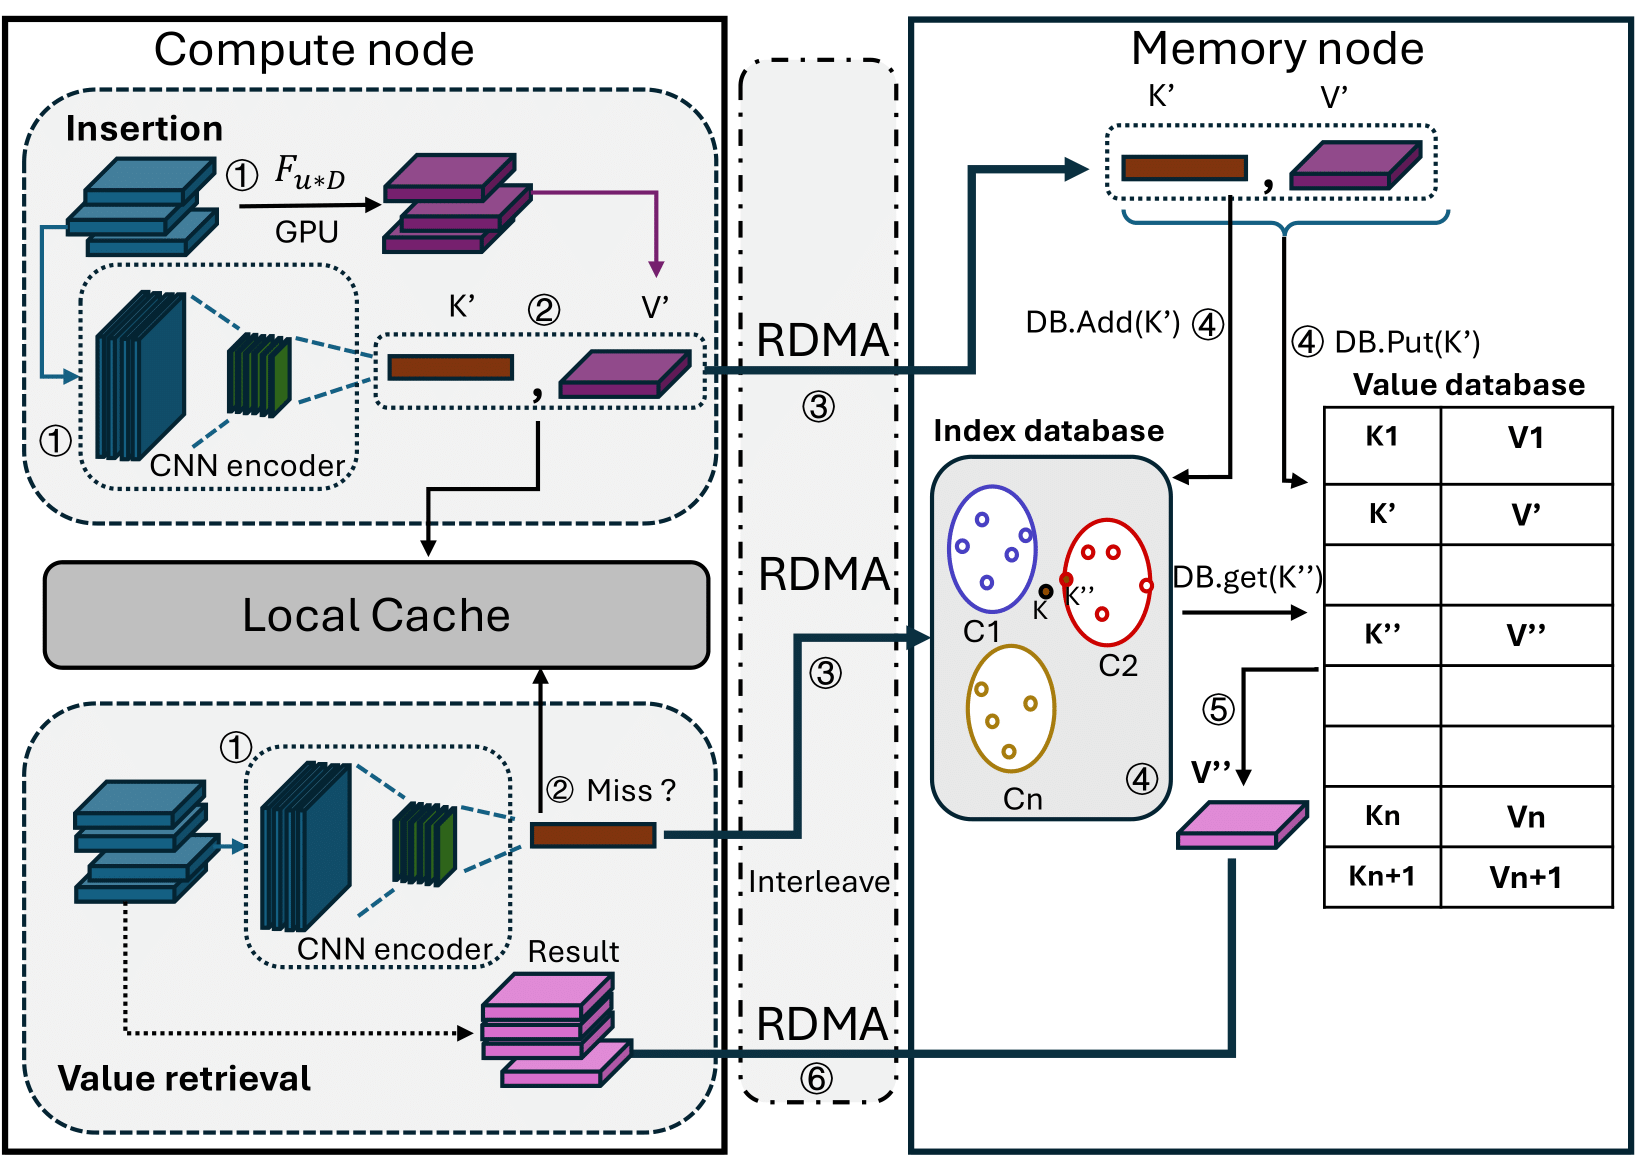 Compute node
Insertion
① F_{u*D}
GPU
①
CNN encoder
K’ ② V’
,
Local Cache
①
② Miss ?
CNN encoder
Result
Value retrieval
RDMA
③
RDMA
③
Interleave
RDMA
⑥
Memory node
K’ V’
,
DB.Add(K’) ④
④ DB.Put(K’)
Index database
C1
K K’’
C2
Cn
④
DB.get(K’’)
⑤
V’’
Value database
K1 V1
K’ V’
K’’ V’’
Kn Vn
Kn+1 Vn+1